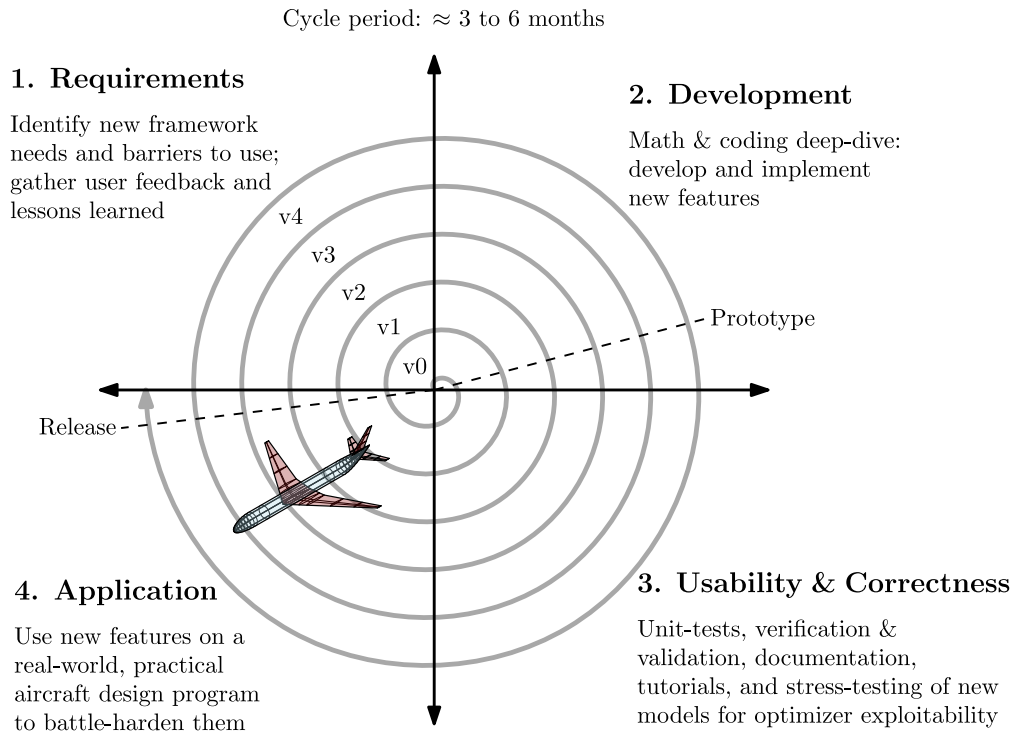 Cycle period: ≈ 3 to 6 months
1. Requirements
Identify new framework
needs and barriers to use;
gather user feedback and
lessons learned
2. Development
Math & coding deep-dive:
develop and implement
new features
v4
v3
v2
v1
v0
Prototype
Release
4. Application
Use new features on a
real-world, practical
aircraft design program
to battle-harden them
3. Usability & Correctness
Unit-tests, verification &
validation, documentation,
tutorials, and stress-testing of new
models for optimizer exploitability